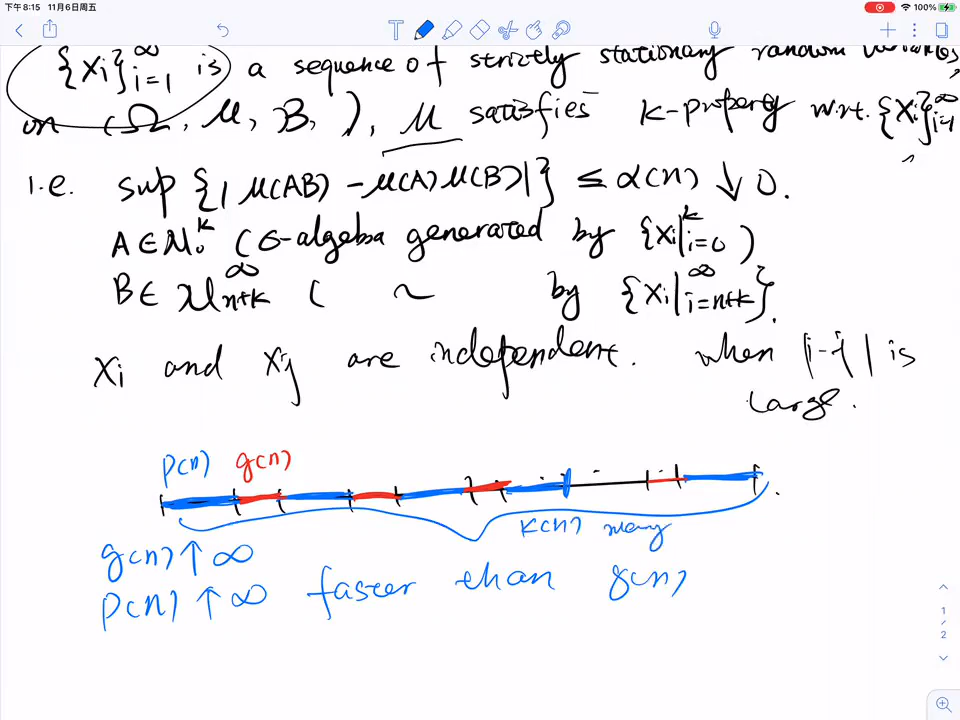 下午8:15 11月6日周五
100%
{Xi}∞i=1 is a sequence of strictly stationary random variables,
on (Ω, μ, B, ), μ satisfies K-property w.r.t. {Xi}∞i=1
i.e. sup {|μ(AB) - μ(A)μ(B)|} ≤ α(n) ↓ 0.
A∈M₀ᵏ (σ-algeba generated by {Xi|ᵏi=0)
B∈ M∞n+k ( ~ by {Xi|∞i=n+k}.
Xi and Xj are independent. when |i-j| is
large.
p(n) g(n)
k(n) many
g(n) ↑ ∞
p(n) ↑ ∞ faster than g(n)
1
/
2